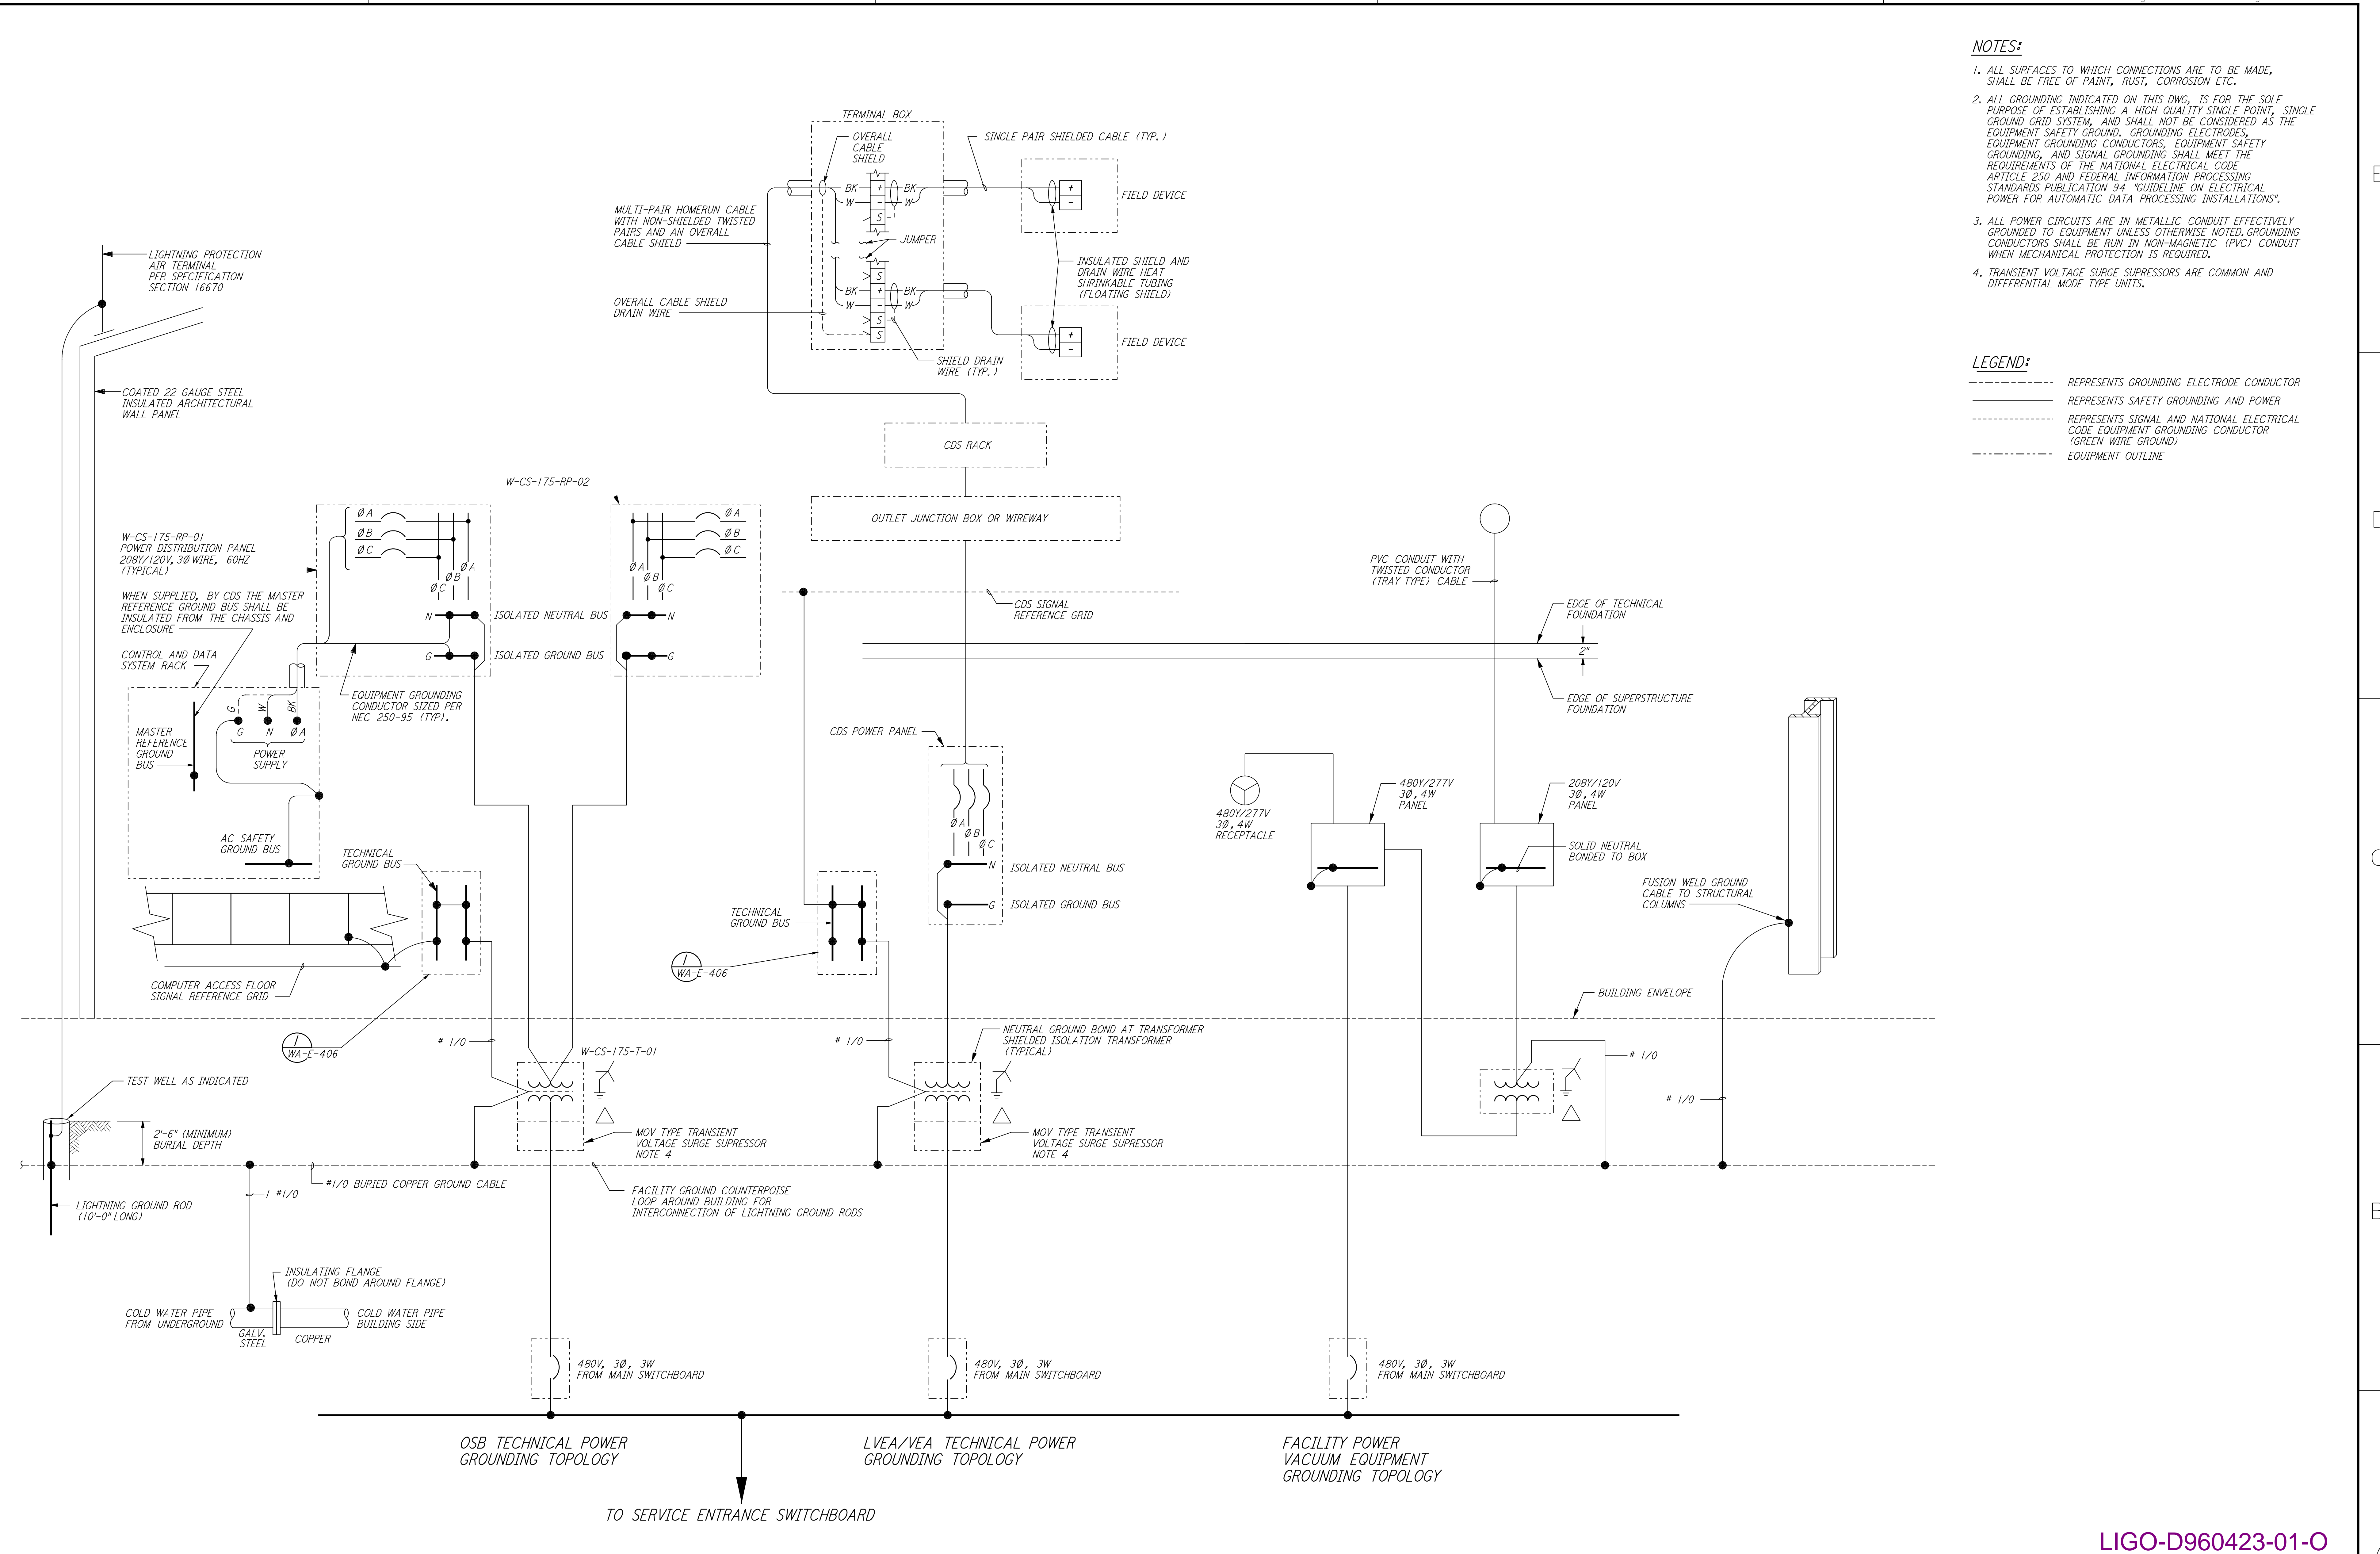 NOTES:
1. ALL SURFACES TO WHICH CONNECTIONS ARE TO BE MADE,
SHALL BE FREE OF PAINT, RUST, CORROSION ETC.
2. ALL GROUNDING INDICATED ON THIS DWG, IS FOR THE SOLE
PURPOSE OF ESTABLISHING A HIGH QUALITY SINGLE POINT, SINGLE
GROUND GRID SYSTEM, AND SHALL NOT BE CONSIDERED AS THE
EQUIPMENT SAFETY GROUND. GROUNDING ELECTRODES,
EQUIPMENT GROUNDING CONDUCTORS, EQUIPMENT SAFETY
GROUNDING, AND SIGNAL GROUNDING SHALL MEET THE
REQUIREMENTS OF THE NATIONAL ELECTRICAL CODE
ARTICLE 250 AND FEDERAL INFORMATION PROCESSING
STANDARDS PUBLICATION 94 "GUIDELINE ON ELECTRICAL
POWER FOR AUTOMATIC DATA PROCESSING INSTALLATIONS".
3. ALL POWER CIRCUITS ARE IN METALLIC CONDUIT EFFECTIVELY
GROUNDED TO EQUIPMENT UNLESS OTHERWISE NOTED. GROUNDING
CONDUCTORS SHALL BE RUN IN NON-MAGNETIC (PVC) CONDUIT
WHEN MECHANICAL PROTECTION IS REQUIRED.
4. TRANSIENT VOLTAGE SURGE SUPRESSORS ARE COMMON AND
DIFFERENTIAL MODE TYPE UNITS.
LEGEND:
REPRESENTS GROUNDING ELECTRODE CONDUCTOR
REPRESENTS SAFETY GROUNDING AND POWER
REPRESENTS SIGNAL AND NATIONAL ELECTRICAL
CODE EQUIPMENT GROUNDING CONDUCTOR
(GREEN WIRE GROUND)
EQUIPMENT OUTLINE
TERMINAL BOX
OVERALL
CABLE
SHIELD
SINGLE PAIR SHIELDED CABLE (TYP.)
BK + BK
W - W
S
+
-
FIELD DEVICE
MULTI-PAIR HOMERUN CABLE
WITH NON-SHIELDED TWISTED
PAIRS AND AN OVERALL
CABLE SHIELD
JUMPER
INSULATED SHIELD AND
DRAIN WIRE HEAT
SHRINKABLE TUBING
(FLOATING SHIELD)
OVERALL CABLE SHIELD
DRAIN WIRE
S
BK + BK
W - W
S
S
+
-
FIELD DEVICE
SHIELD DRAIN
WIRE (TYP.)
CDS RACK
OUTLET JUNCTION BOX OR WIREWAY
LIGHTNING PROTECTION
AIR TERMINAL
PER SPECIFICATION
SECTION 16670
COATED 22 GAUGE STEEL
INSULATED ARCHITECTURAL
WALL PANEL
W-CS-175-RP-02
W-CS-175-RP-01
POWER DISTRIBUTION PANEL
208Y/120V, 3Ø WIRE, 60HZ
(TYPICAL)
WHEN SUPPLIED, BY CDS THE MASTER
REFERENCE GROUND BUS SHALL BE
INSULATED FROM THE CHASSIS AND
ENCLOSURE
CONTROL AND DATA
SYSTEM RACK
Ø A
Ø B
Ø C
Ø A
Ø B
Ø C
N
ISOLATED NEUTRAL BUS
G
ISOLATED GROUND BUS
Ø A
Ø B
Ø C
Ø A
Ø B
Ø C
N
G
EQUIPMENT GROUNDING
CONDUCTOR SIZED PER
NEC 250-95 (TYP).
G W BK
G N Ø A
POWER
SUPPLY
MASTER
REFERENCE
GROUND
BUS
AC SAFETY
GROUND BUS
TECHNICAL
GROUND BUS
COMPUTER ACCESS FLOOR
SIGNAL REFERENCE GRID
1
WA-E-406
# 1/0
W-CS-175-T-01
CDS SIGNAL
REFERENCE GRID
CDS POWER PANEL
Ø A
Ø B
Ø C
N ISOLATED NEUTRAL BUS
G ISOLATED GROUND BUS
TECHNICAL
GROUND BUS
1
WA-E-406
# 1/0
NEUTRAL GROUND BOND AT TRANSFORMER
SHIELDED ISOLATION TRANSFORMER
(TYPICAL)
PVC CONDUIT WITH
TWISTED CONDUCTOR
(TRAY TYPE) CABLE
EDGE OF TECHNICAL
FOUNDATION
2"
EDGE OF SUPERSTRUCTURE
FOUNDATION
480Y/277V
3Ø, 4W
RECEPTACLE
480Y/277V
3Ø, 4W
PANEL
208Y/120V
3Ø, 4W
PANEL
SOLID NEUTRAL
BONDED TO BOX
FUSION WELD GROUND
CABLE TO STRUCTURAL
COLUMNS
BUILDING ENVELOPE
# 1/0
# 1/0
TEST WELL AS INDICATED
2'-6" (MINIMUM)
BURIAL DEPTH
MOV TYPE TRANSIENT
VOLTAGE SURGE SUPRESSOR
NOTE 4
MOV TYPE TRANSIENT
VOLTAGE SURGE SUPRESSOR
NOTE 4
LIGHTNING GROUND ROD
(10'-0" LONG)
1 #1/0
#1/0 BURIED COPPER GROUND CABLE
FACILITY GROUND COUNTERPOISE
LOOP AROUND BUILDING FOR
INTERCONNECTION OF LIGHTNING GROUND RODS
INSULATING FLANGE
(DO NOT BOND AROUND FLANGE)
COLD WATER PIPE
FROM UNDERGROUND
GALV.
STEEL
COPPER
COLD WATER PIPE
BUILDING SIDE
480V, 3Ø, 3W
FROM MAIN SWITCHBOARD
480V, 3Ø, 3W
FROM MAIN SWITCHBOARD
480V, 3Ø, 3W
FROM MAIN SWITCHBOARD
OSB TECHNICAL POWER
GROUNDING TOPOLOGY
LVEA/VEA TECHNICAL POWER
GROUNDING TOPOLOGY
FACILITY POWER
VACUUM EQUIPMENT
GROUNDING TOPOLOGY
TO SERVICE ENTRANCE SWITCHBOARD
LIGO-D960423-01-O